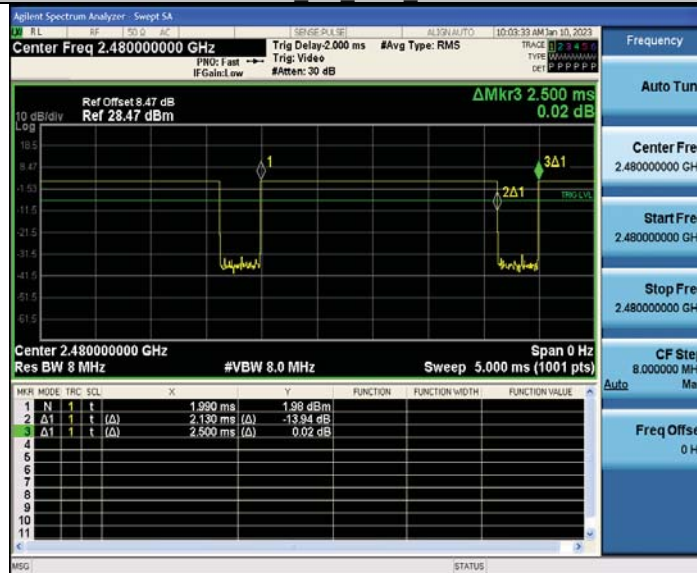 Agilent Spectrum Analyzer - Swept SA
RL RF 50 Ω AC SENSE:PULSE ALIGN AUTO 10:03:33 AM Jan 10, 2023
Center Freq 2.480000000 GHz
PNO: Fast
IFGain:Low
Trig Delay-2.000 ms
Trig: Video
#Atten: 30 dB
#Avg Type: RMS
TRACE 1 2 3 4 5 6
TYPE
DET P P P P P P
Ref Offset 8.47 dB
Ref 28.47 dBm
10 dB/div
Log
ΔMkr3 2.500 ms
0.02 dB
18.5
8.47
-1.53
-11.5
-21.5
-31.5
-41.5
-51.5
-61.5
1
2Δ1
3Δ1
TRIG LVL
Center 2.480000000 GHz Span 0 Hz
Res BW 8 MHz #VBW 8.0 MHz Sweep 5.000 ms (1001 pts)
MKR MODE TRC SCL X Y FUNCTION FUNCTION WIDTH FUNCTION VALUE
1 N 1 t 1.990 ms 1.98 dBm
2 Δ1 1 t (Δ) 2.130 ms (Δ) -13.94 dB
3 Δ1 1 t (Δ) 2.500 ms (Δ) 0.02 dB
4
5
6
7
8
9
10
11
MSG STATUS
Frequency
Auto Tun
Center Fre
2.480000000 GH
Start Fre
2.480000000 GH
Stop Fre
2.480000000 GH
CF Ste
8.000000 MH
Auto Ma
Freq Offse
0 H